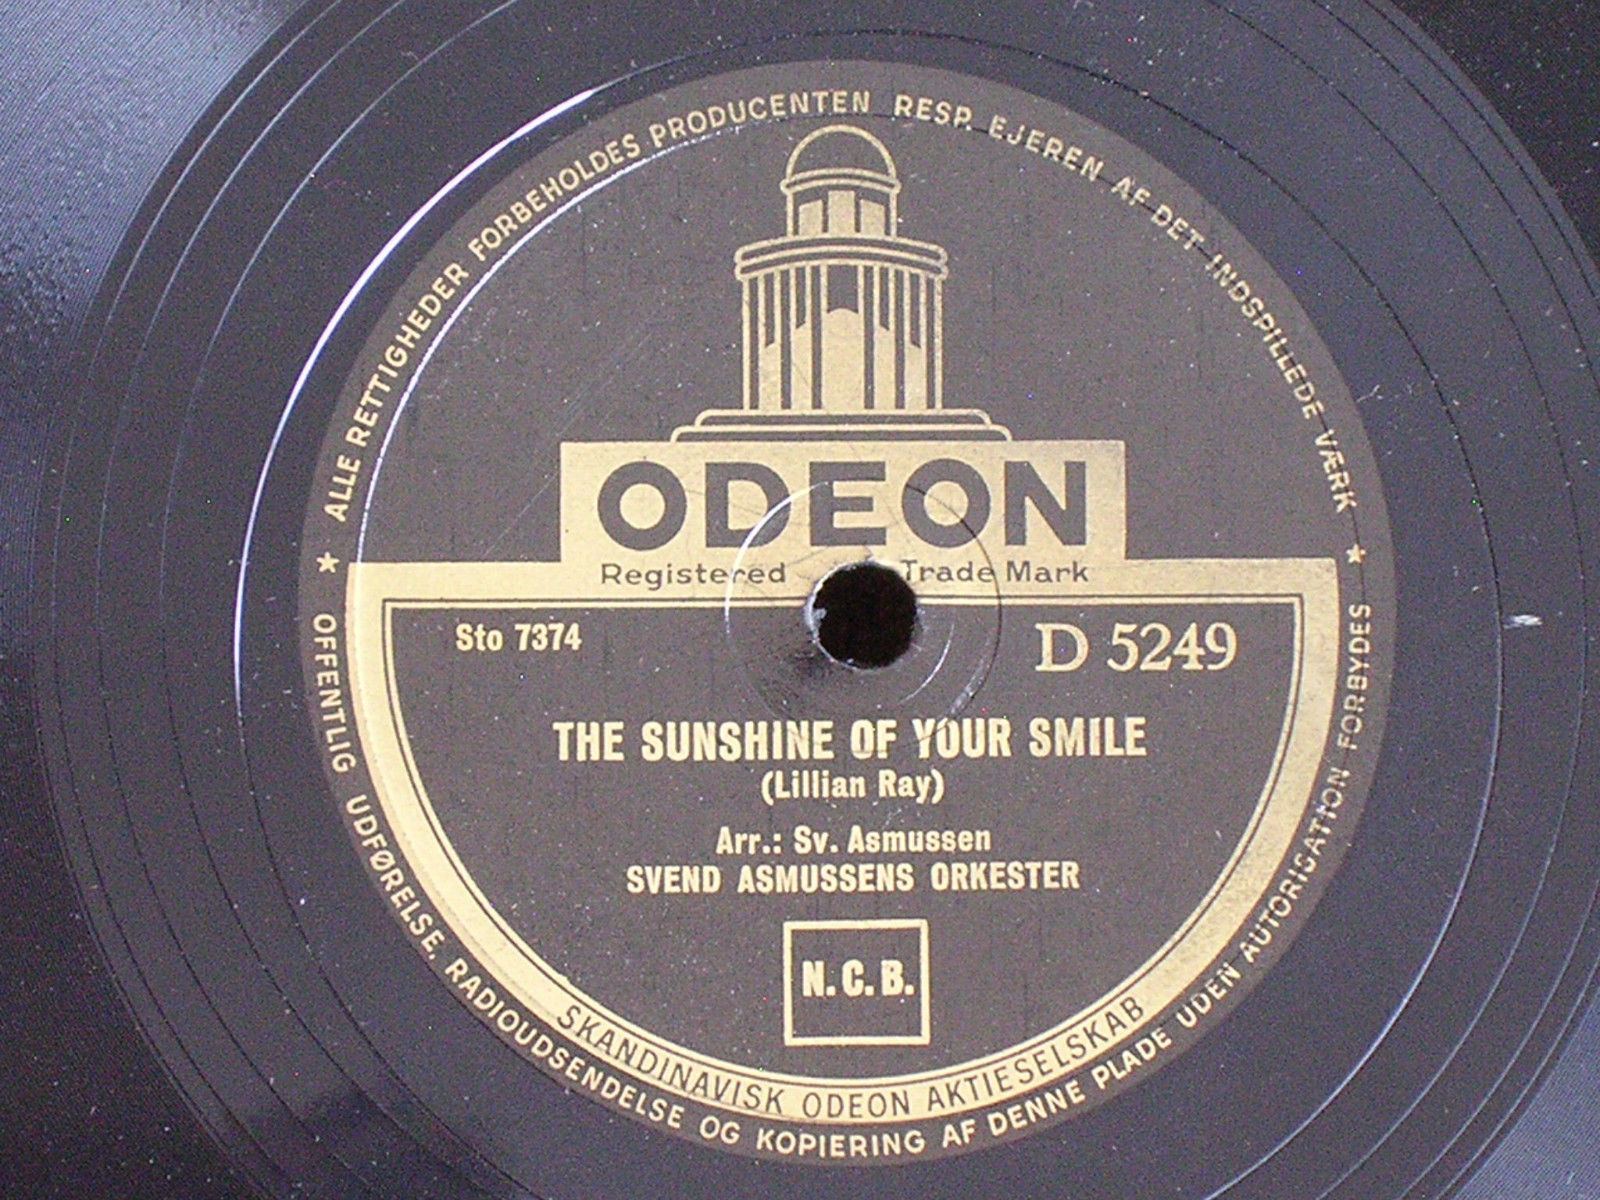 ALLE RETTIGHEDER FORBEHOLDES PRODUCENTEN RESP. EJEREN AF DET INDSPILLEDE VÆRK
ODEON
Registered Trade Mark
Sto 7374
D 5249
THE SUNSHINE OF YOUR SMILE
(Lillian Ray)
Arr.: Sv. Asmussen
SVEND ASMUSSENS ORKESTER
N.C.B.
SKANDINAVISK ODEON AKTIESELSKAB
OFFENTLIG UDFØRELSE, RADIOUDSENDELSE OG KOPIERING AF DENNE PLADE UDEN AUTORISATION FORBYDES